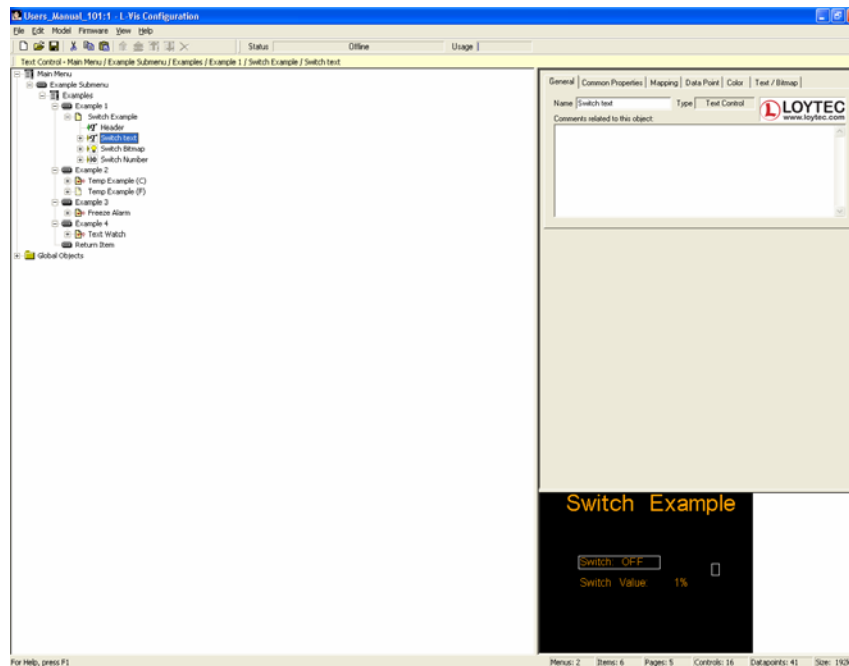 Users_Manual_101:1 - L-Vis Configuration
File Edit Model Firmware View Help
Status Offline Usage
Text Control - Main Menu / Example Submenu / Examples / Example 1 / Switch Example / Switch text
Main Menu
Example Submenu
Examples
Example 1
Switch Example
Header
Switch text
Switch Bitmap
Switch Number
Example 2
Temp Example (C)
Temp Example (F)
Example 3
Freeze Alarm
Example 4
Text Watch
Return Item
Global Objects
General Common Properties Mapping Data Point Color Text / Bitmap
Name Switch text Type Text Control
LOYTEC
www.loytec.com
Comments related to this object:
Switch Example
Switch: OFF
Switch Value: 1%
For Help, press F1
Menus: 2 Items: 6 Pages: 5 Controls: 16 Datapoints: 41 Size: 192